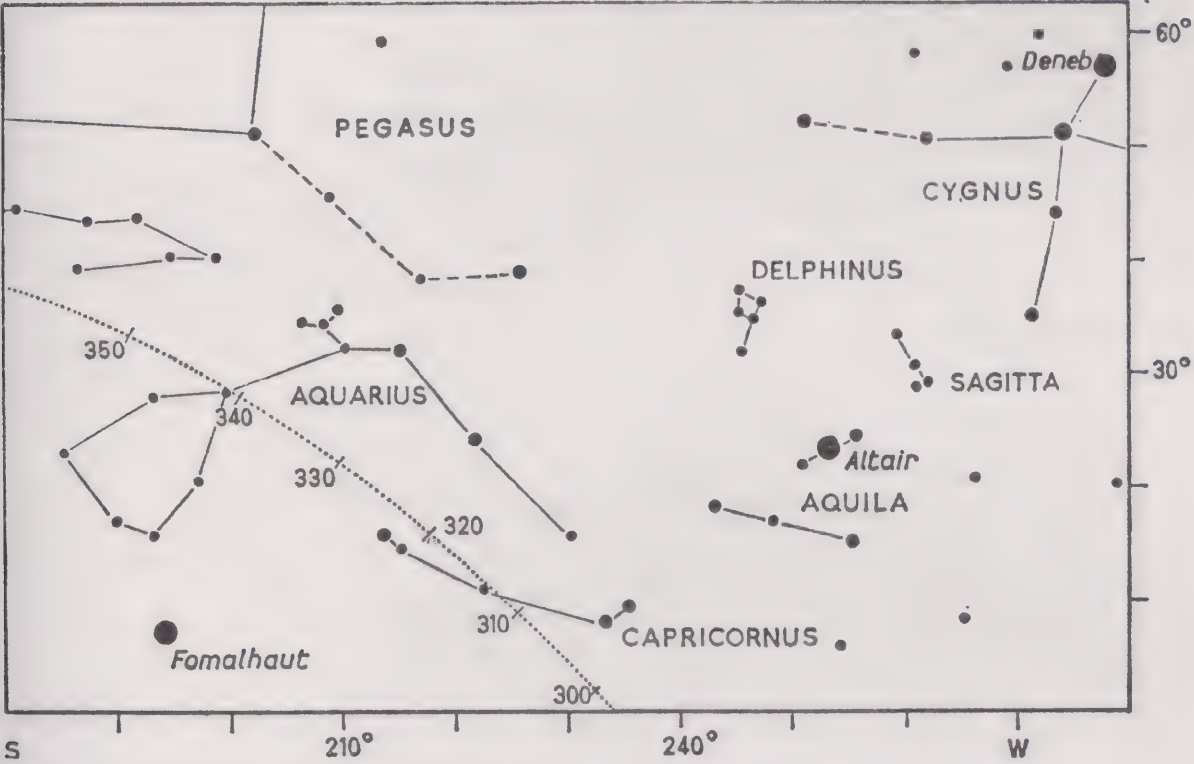 60°
Deneb
PEGASUS
CYGNUS
DELPHINUS
350
30°
SAGITTA
AQUARIUS
340
Altair
330
AQUILA
320
310
CAPRICORNUS
Fomalhaut
300
S
210°
240°
W